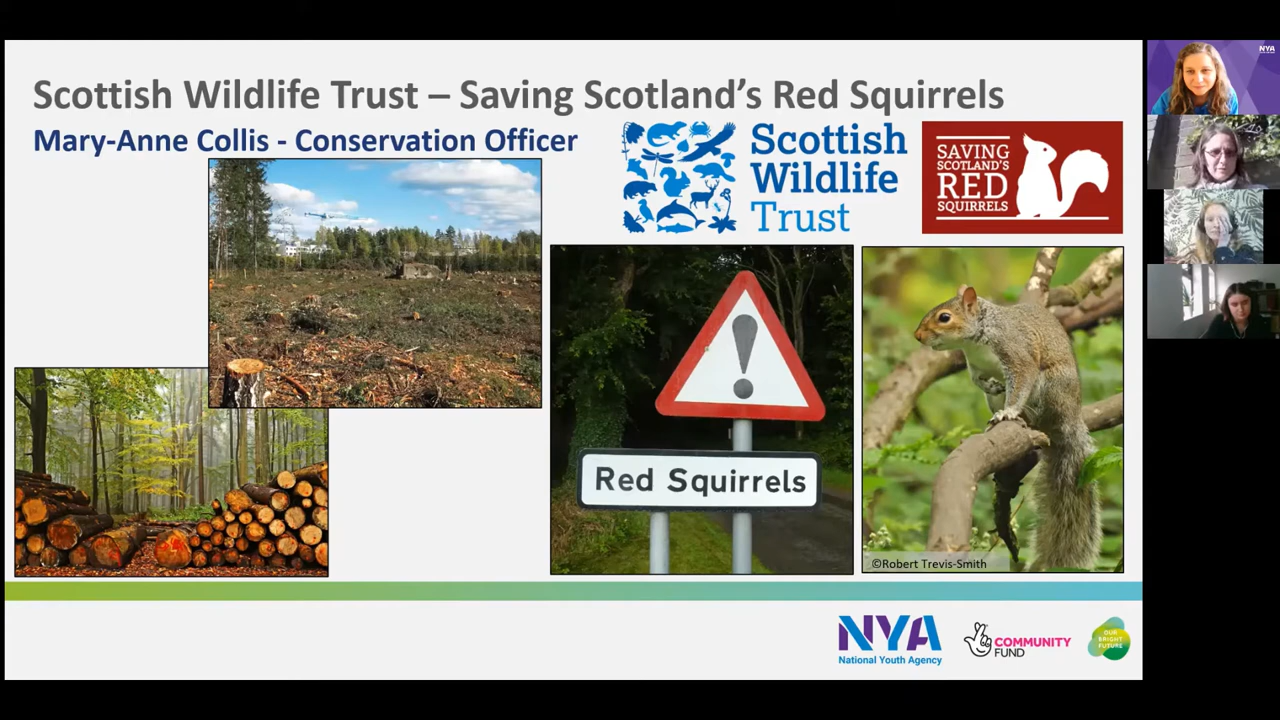 Scottish Wildlife Trust – Saving Scotland's Red Squirrels
Mary-Anne Collis - Conservation Officer
Scottish
Wildlife
Trust
SAVING
SCOTLAND'S
RED
SQUIRRELS
Red Squirrels
©Robert Trevis-Smith
NYA
National Youth Agency
COMMUNITY
FUND
OUR
BRIGHT
FUTURE
NYA